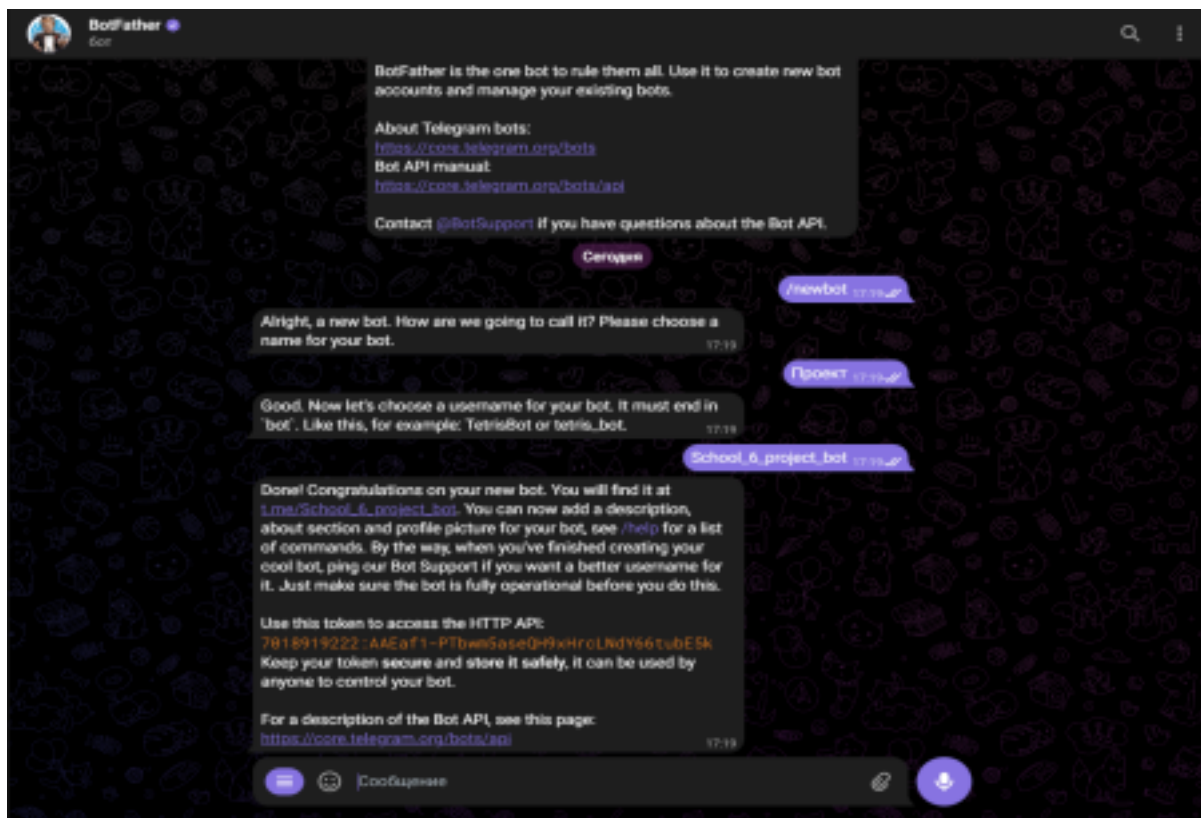 BotFather
бот
BotFather is the one bot to rule them all. Use it to create new bot
accounts and manage your existing bots.
About Telegram bots:
https://core.telegram.org/bots
Bot API manual:
https://core.telegram.org/bots/api
Contact @BotSupport if you have questions about the Bot API.
Сегодня
/newbot 17:19
Alright, a new bot. How are we going to call it? Please choose a
name for your bot.
17:19
Проект 17:19
Good. Now let's choose a username for your bot. It must end in
`bot`. Like this, for example: TetrisBot or tetris_bot.
17:19
School_6_project_bot 17:19
Done! Congratulations on your new bot. You will find it at
t.me/School_6_project_bot. You can now add a description,
about section and profile picture for your bot, see /help for a list
of commands. By the way, when you've finished creating your
cool bot, ping our Bot Support if you want a better username for
it. Just make sure the bot is fully operational before you do this.
Use this token to access the HTTP API:
Keep your token secure and store it safely, it can be used by
anyone to control your bot.
For a description of the Bot API, see this page:
https://core.telegram.org/bots/api
17:19
Сообщение